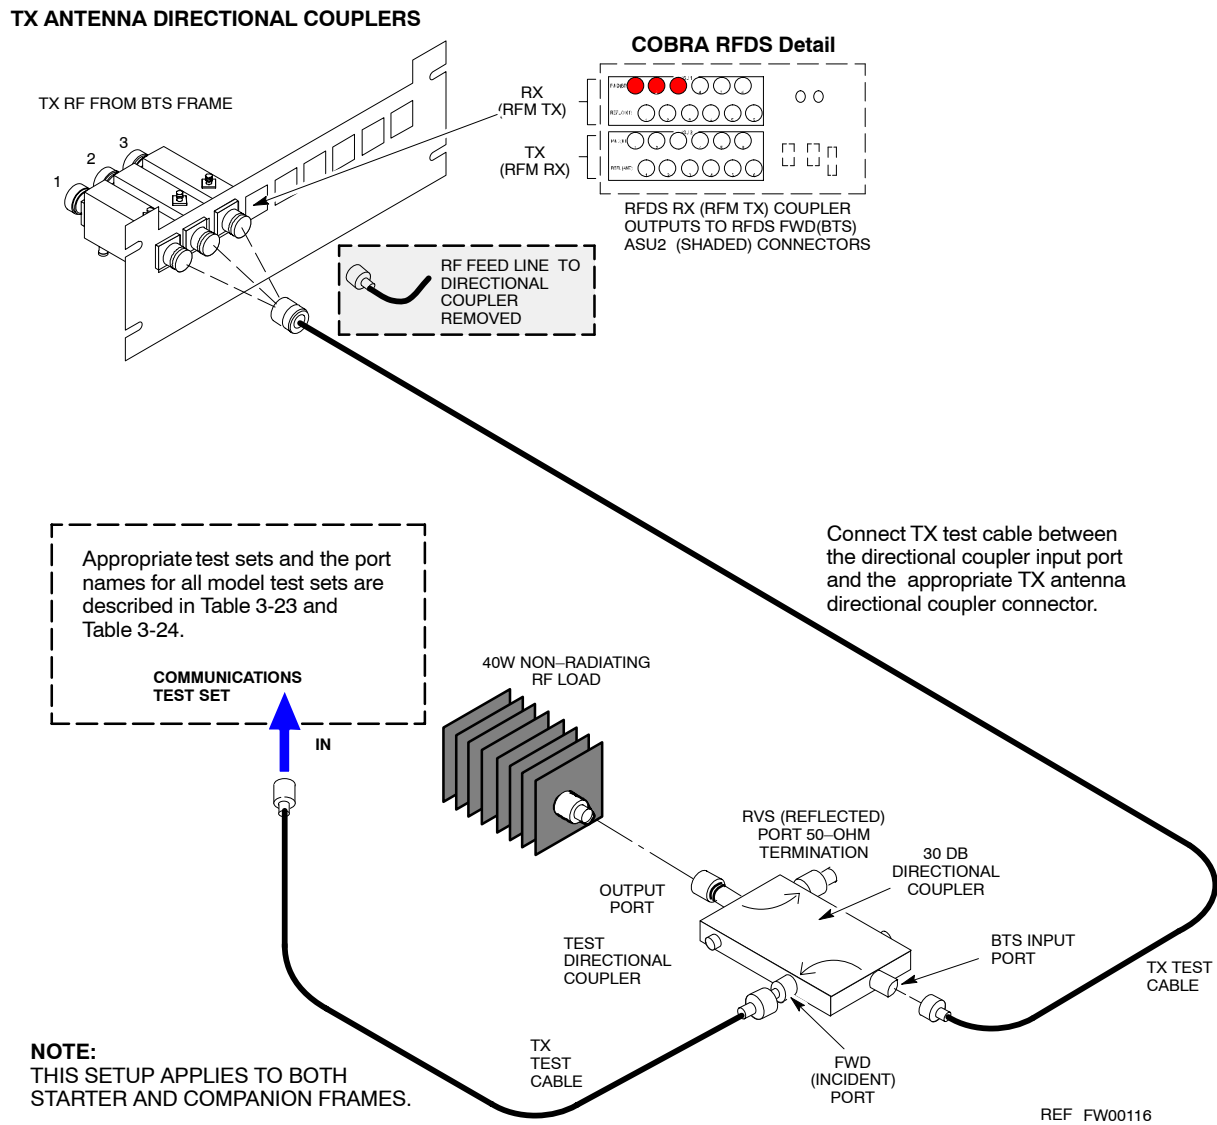 TX ANTENNA DIRECTIONAL COUPLERS
COBRA RFDS Detail
TX RF FROM BTS FRAME
1
2
3
RX
(RFM TX)
TX
(RFM RX)
RFDS RX (RFM TX) COUPLER
OUTPUTS TO RFDS FWD(BTS)
ASU2 (SHADED) CONNECTORS
RF FEED LINE TO
DIRECTIONAL
COUPLER
REMOVED
Appropriate test sets and the port
names for all model test sets are
described in Table 3-23 and
Table 3-24.
COMMUNICATIONS
TEST SET
IN
Connect TX test cable between
the directional coupler input port
and the appropriate TX antenna
directional coupler connector.
40W NON–RADIATING
RF LOAD
RVS (REFLECTED)
PORT 50–OHM
TERMINATION
30 DB
DIRECTIONAL
COUPLER
OUTPUT
PORT
TEST
DIRECTIONAL
COUPLER
BTS INPUT
PORT
TX TEST
CABLE
TX
TEST
CABLE
FWD
(INCIDENT)
PORT
NOTE:
THIS SETUP APPLIES TO BOTH
STARTER AND COMPANION FRAMES.
REF FW00116